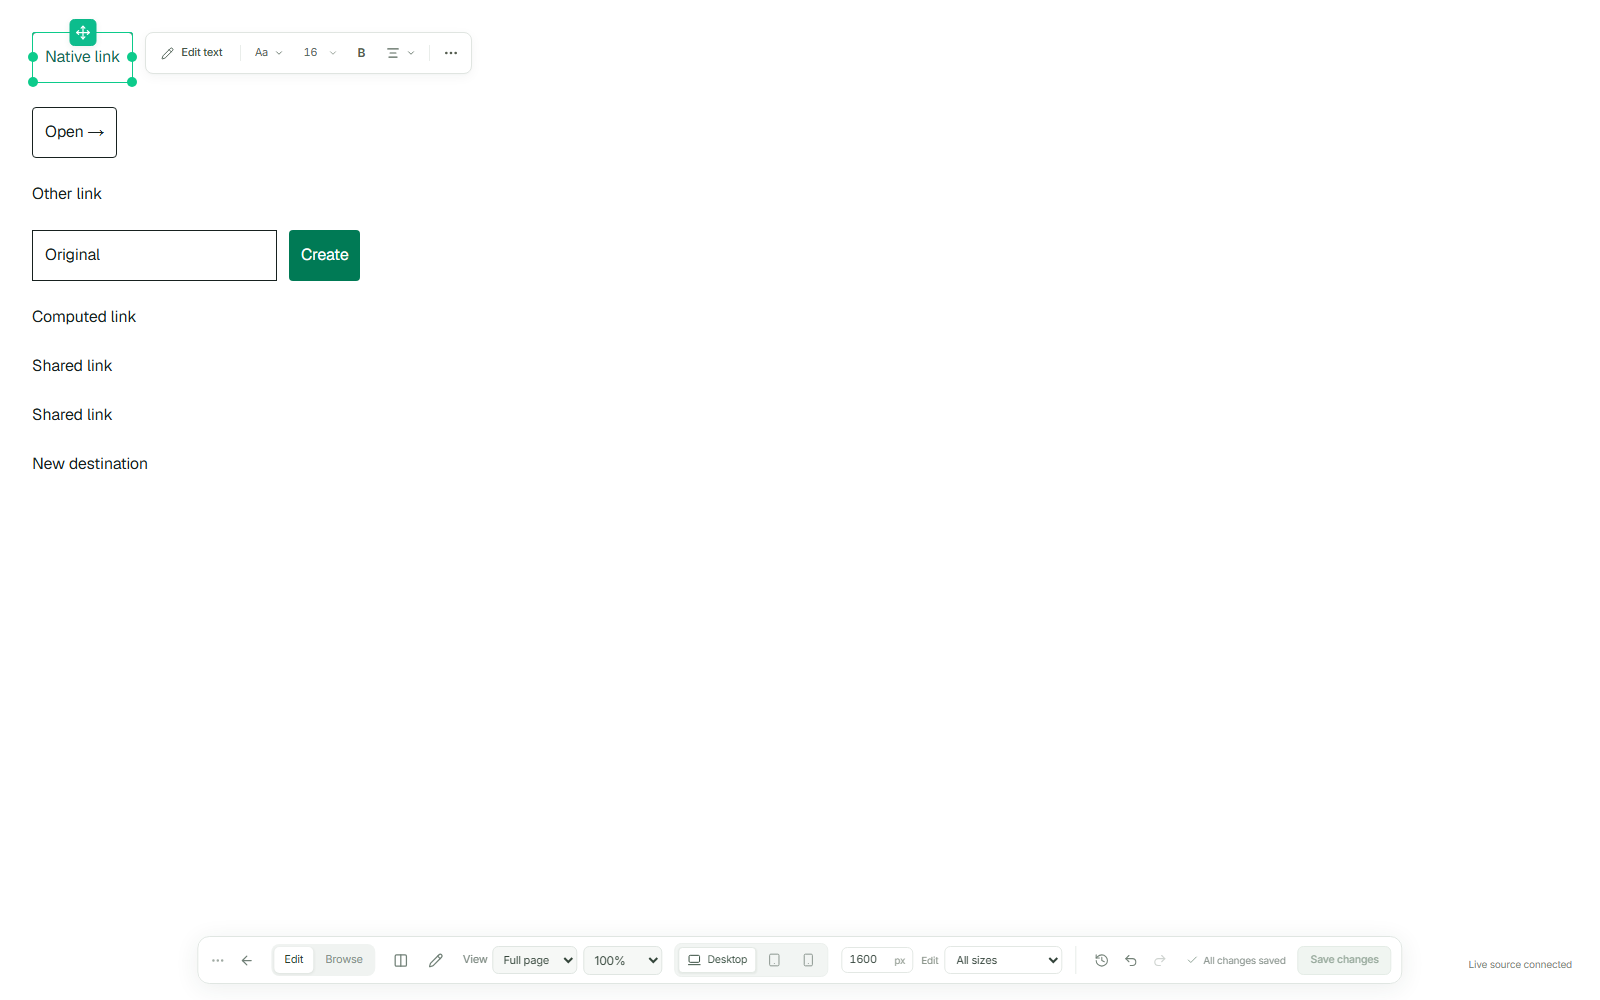 Native link
Edit text Aa 16 B
Open →
Other link
Original Create
Computed link
Shared link
Shared link
New destination
Edit Browse View Full page 100% Desktop 1600 px Edit All sizes All changes saved Save changes
Live source connected